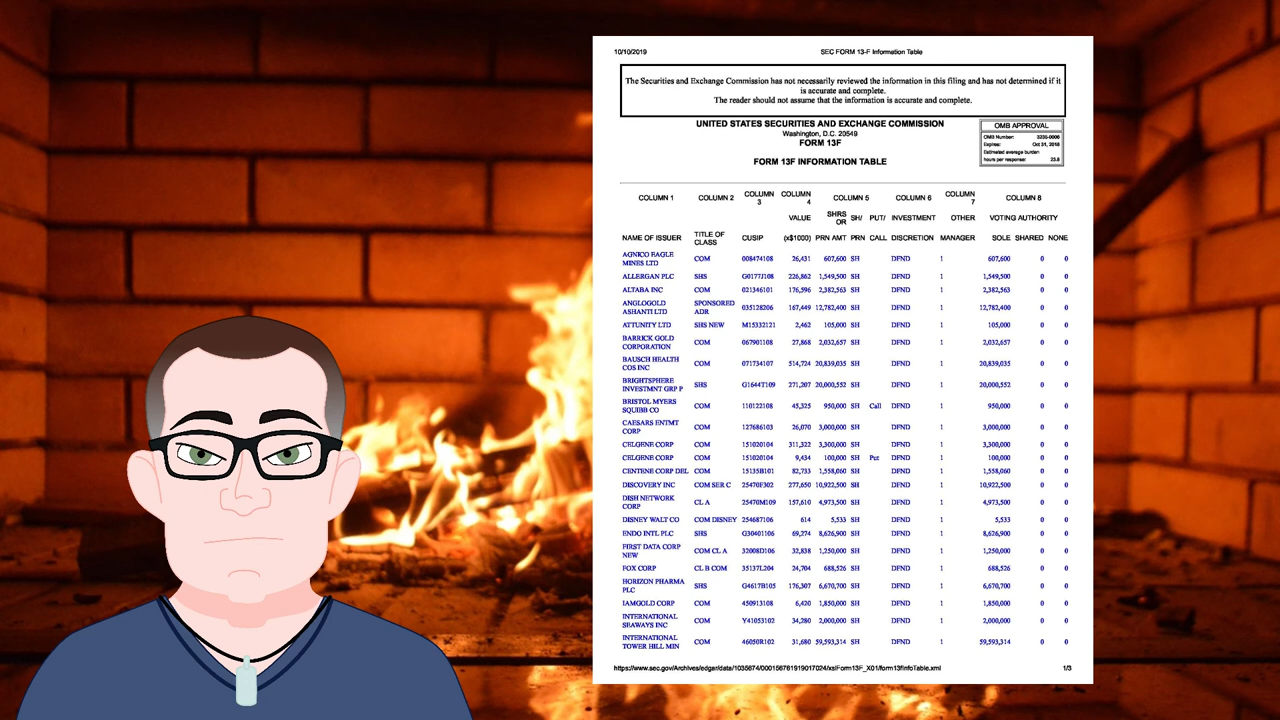 10/10/2019 SEC FORM 13-F Information Table
The Securities and Exchange Commission has not necessarily reviewed the information in this filing and has not determined if it
is accurate and complete.
The reader should not assume that the information is accurate and complete.
UNITED STATES SECURITIES AND EXCHANGE COMMISSION
Washington, D.C. 20549
FORM 13F
FORM 13F INFORMATION TABLE
OMB APPROVAL
OMB Number: 3235-0006
Expires: Oct 31, 2018
Estimated average burden
hours per response: 23.8
COLUMN 1 COLUMN 2 COLUMN 3 COLUMN 4 COLUMN 5 COLUMN 6 COLUMN 7 COLUMN 8
VALUE SHRS OR SH/ PUT/ INVESTMENT OTHER VOTING AUTHORITY
NAME OF ISSUER TITLE OF CLASS CUSIP (x$1000) PRN AMT PRN CALL DISCRETION MANAGER SOLE SHARED NONE
AGNICO EAGLE MINES LTD COM 008474108 26,431 607,600 SH DFND 1 607,600 0 0
ALLERGAN PLC SHS G0177J108 226,862 1,549,500 SH DFND 1 1,549,500 0 0
ALTABA INC COM 021346101 176,596 2,382,563 SH DFND 1 2,382,563 0 0
ANGLOGOLD ASHANTI LTD SPONSORED ADR 035128206 167,449 12,782,400 SH DFND 1 12,782,400 0 0
ATTUNITY LTD SHS NEW M15332121 2,462 105,000 SH DFND 1 105,000 0 0
BARRICK GOLD CORPORATION COM 067901108 27,868 2,032,657 SH DFND 1 2,032,657 0 0
BAUSCH HEALTH COS INC COM 071734107 514,724 20,839,035 SH DFND 1 20,839,035 0 0
BRIGHTSPHERE INVESTMNT GRP P SHS G1644T109 271,207 20,000,552 SH DFND 1 20,000,552 0 0
BRISTOL MYERS SQUIBB CO COM 110122108 45,325 950,000 SH Call DFND 1 950,000 0 0
CAESARS ENTMT CORP COM 127686103 26,070 3,000,000 SH DFND 1 3,000,000 0 0
CELGENE CORP COM 151020104 311,322 3,300,000 SH DFND 1 3,300,000 0 0
CELGENE CORP COM 151020104 9,434 100,000 SH Put DFND 1 100,000 0 0
CENTENE CORP DEL COM 15135B101 82,733 1,558,060 SH DFND 1 1,558,060 0 0
DISCOVERY INC COM SER C 25470F302 277,650 10,922,500 SH DFND 1 10,922,500 0 0
DISH NETWORK CORP CL A 25470M109 157,610 4,973,500 SH DFND 1 4,973,500 0 0
DISNEY WALT CO COM DISNEY 254687106 614 5,533 SH DFND 1 5,533 0 0
ENDO INTL PLC SHS G30401106 69,274 8,626,900 SH DFND 1 8,626,900 0 0
FIRST DATA CORP NEW COM CL A 32008D106 32,838 1,250,000 SH DFND 1 1,250,000 0 0
FOX CORP CL B COM 35137L204 24,704 688,526 SH DFND 1 688,526 0 0
HORIZON PHARMA PLC SHS G4617B105 176,307 6,670,700 SH DFND 1 6,670,700 0 0
IAMGOLD CORP COM 450913108 6,420 1,850,000 SH DFND 1 1,850,000 0 0
INTERNATIONAL SEAWAYS INC COM Y41053102 34,280 2,000,000 SH DFND 1 2,000,000 0 0
INTERNATIONAL TOWER HILL MIN COM 46050R102 31,680 59,593,314 SH DFND 1 59,593,314 0 0
https://www.sec.gov/Archives/edgar/data/1035674/000156761919017024/xslForm13F_X01/form13fInfoTable.xml 1/3